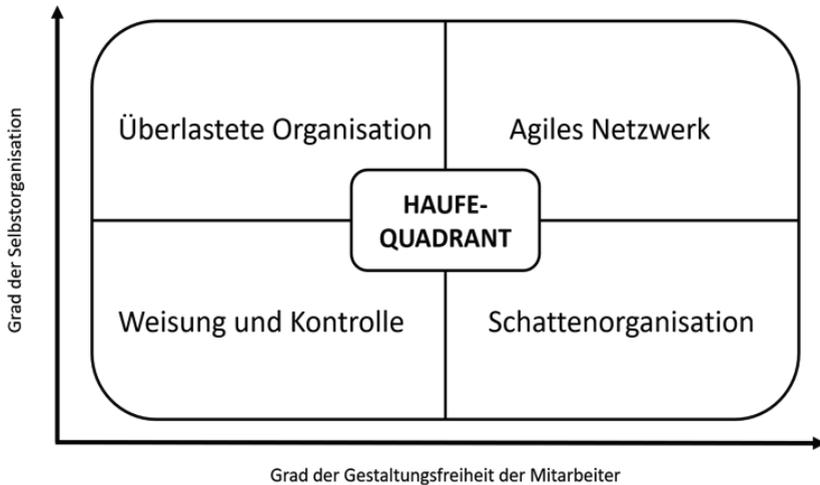 Grad der Selbstorganisation
Überlastete Organisation
Agiles Netzwerk
HAUFE-
QUADRANT
Weisung und Kontrolle
Schattenorganisation
Grad der Gestaltungsfreiheit der Mitarbeiter